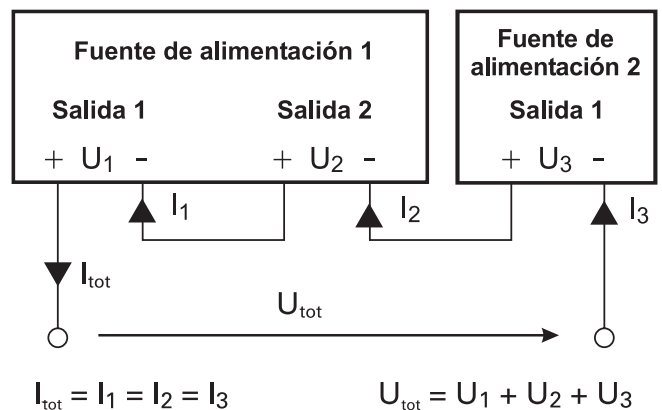 Fuente de alimentación 1
Fuente de
alimentación 2
Salida 1
Salida 2
Salida 1
+ U1 -
+ U2 -
+ U3 -
I1
I2
I3
Itot
Utot
Itot = I1 = I2 = I3
Utot = U1 + U2 + U3